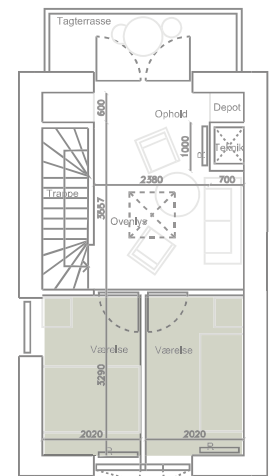 Tagterrasse
600
Ophold
Depot
1000
Teknik
2380
700
Trappe
3557
Ovenlys
Værelse
Værelse
3290
2020
2020